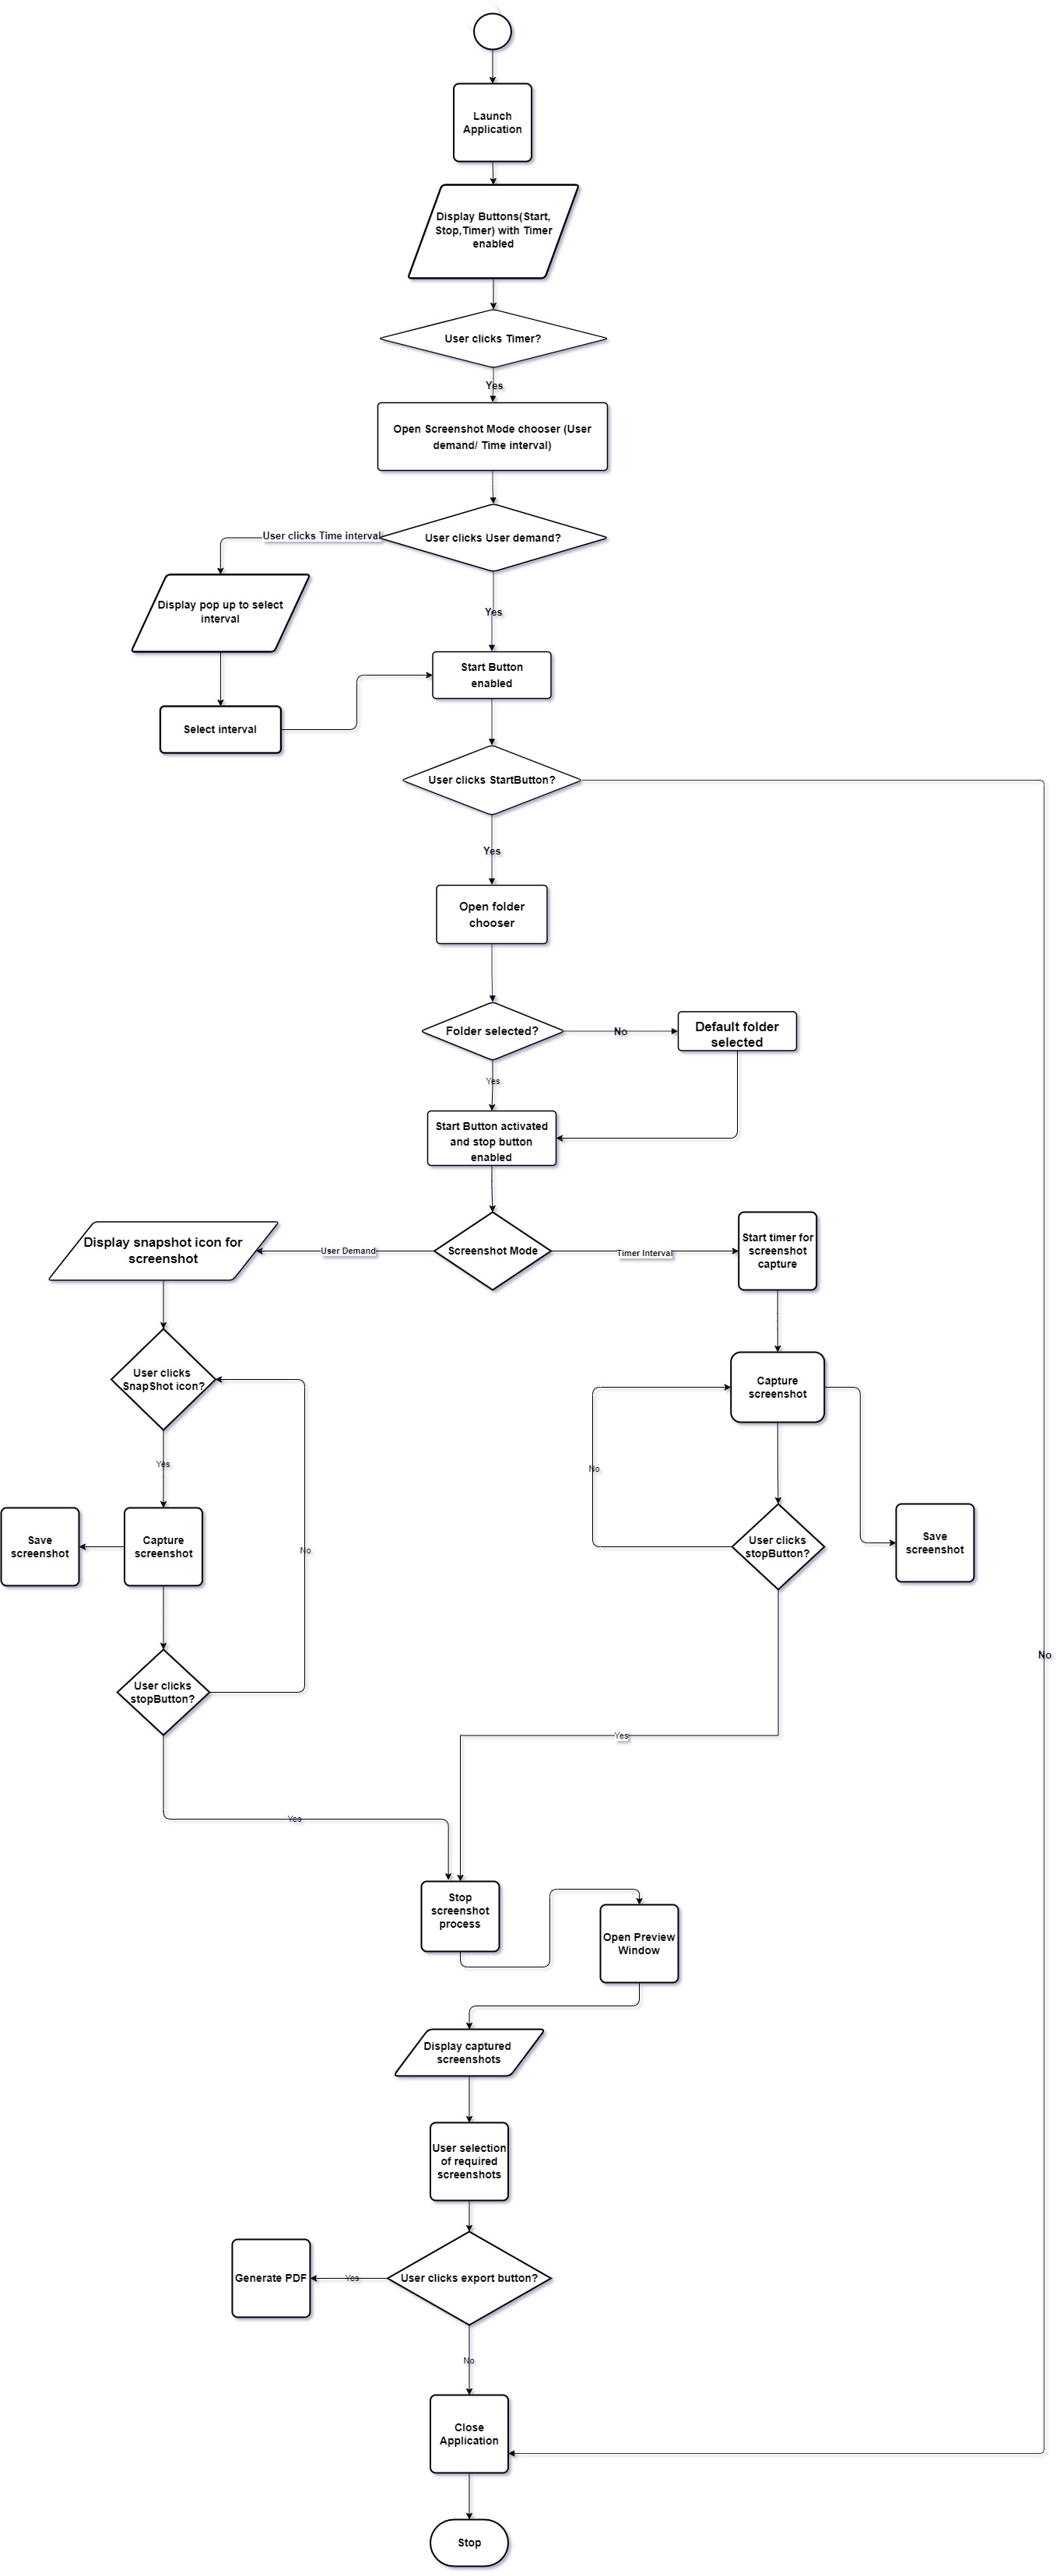 Launch
Application
Display Buttons(Start,
Stop,Timer) with Timer
enabled
User clicks Timer?
Yes
Open Screenshot Mode chooser (User
demand/ Time interval)
User clicks User demand?
User clicks Time interval
Display pop up to select
interval
Yes
Start Button
enabled
Select interval
User clicks StartButton?
Yes
Open folder
chooser
Folder selected?
No
Default folder
selected
Yes
Start Button activated
and stop button
enabled
Screenshot Mode
User Demand
Display snapshot icon for
screenshot
Timer Interval
Start timer for
screenshot
capture
User clicks
SnapShot icon?
Capture
screenshot
Yes
No
Save
screenshot
Capture
screenshot
No
User clicks
stopButton?
Save
screenshot
No
User clicks
stopButton?
Yes
Yes
Stop
screenshot
process
Open Preview
Window
Display captured
screenshots
User selection
of required
screenshots
User clicks export button?
Yes
Generate PDF
No
Close
Application
Stop